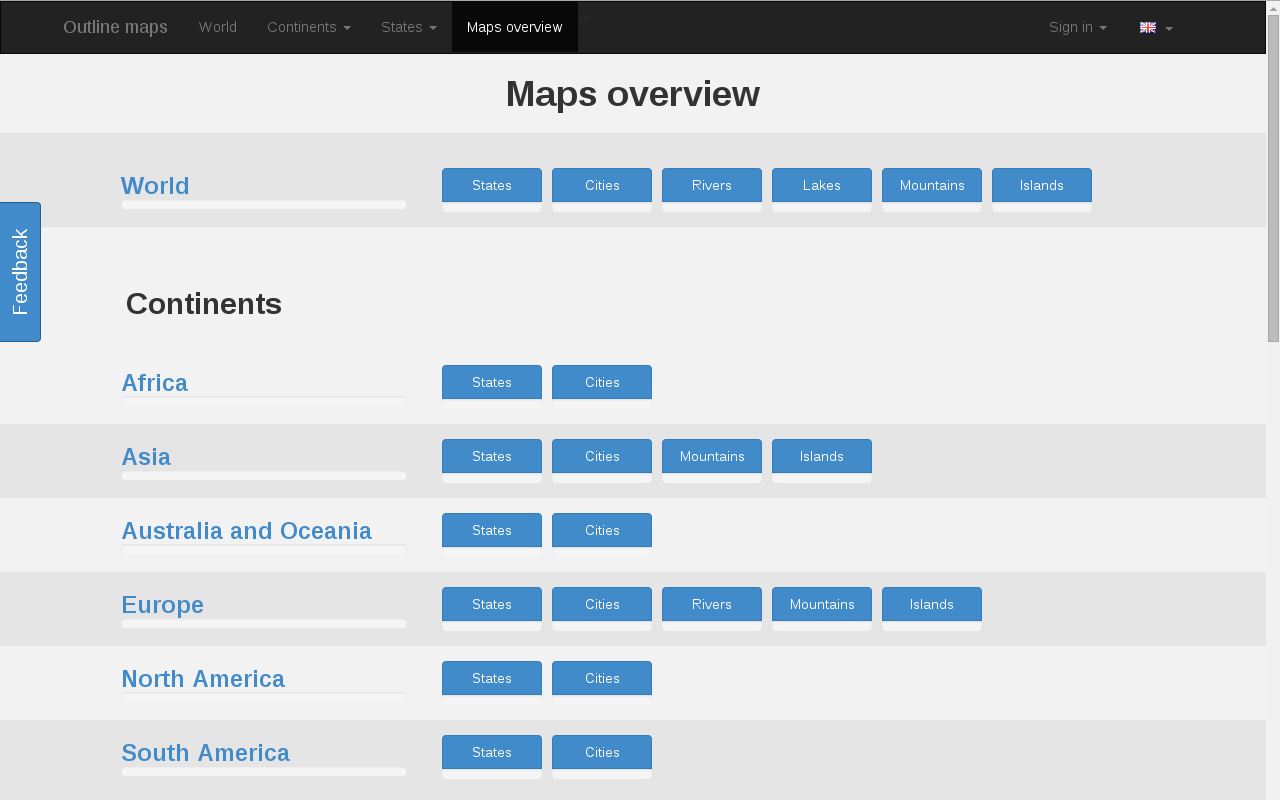 Outline maps World Continents States Maps overview ... Sign in
Maps overview
World States Cities Rivers Lakes Mountains Islands
Feedback
Continents
Africa States Cities
Asia States Cities Mountains Islands
Australia and Oceania States Cities
Europe States Cities Rivers Mountains Islands
North America States Cities
South America States Cities